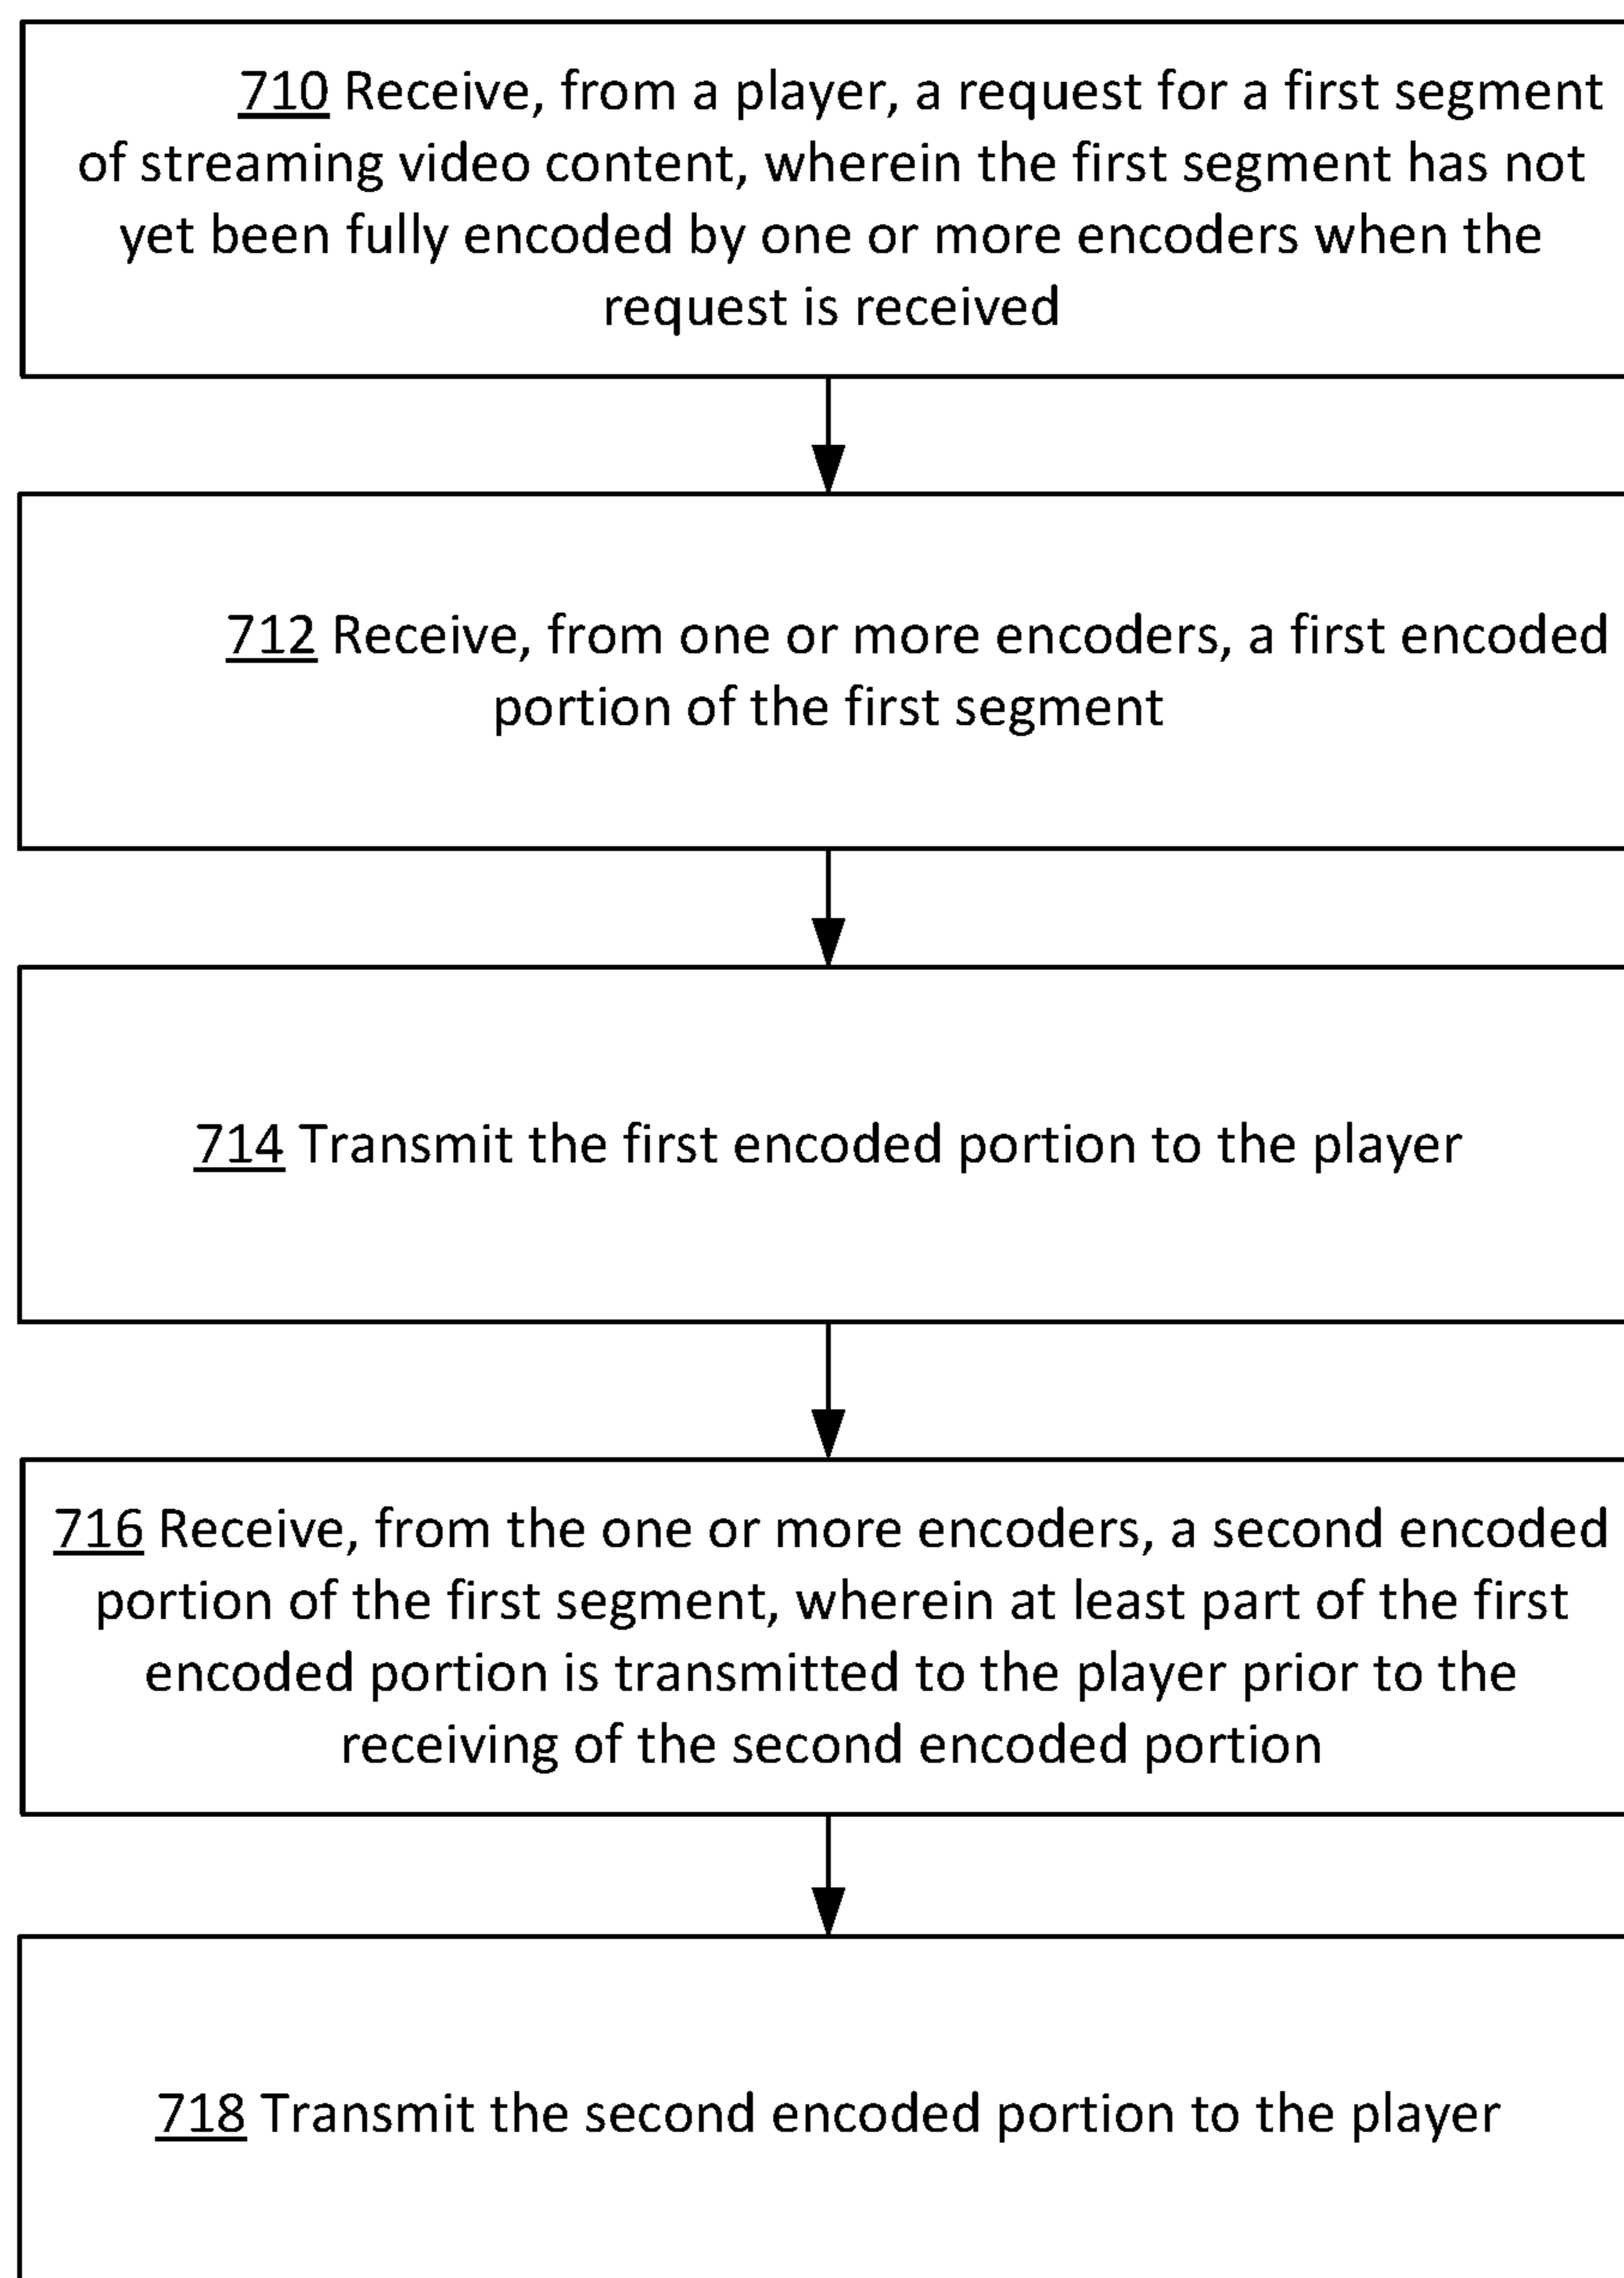 710 Receive, from a player, a request for a first segment
of streaming video content, wherein the first segment has not
yet been fully encoded by one or more encoders when the
request is received
712 Receive, from one or more encoders, a first encoded
portion of the first segment
714 Transmit the first encoded portion to the player
716 Receive, from the one or more encoders, a second encoded
portion of the first segment, wherein at least part of the first
encoded portion is transmitted to the player prior to the
receiving of the second encoded portion
718 Transmit the second encoded portion to the player